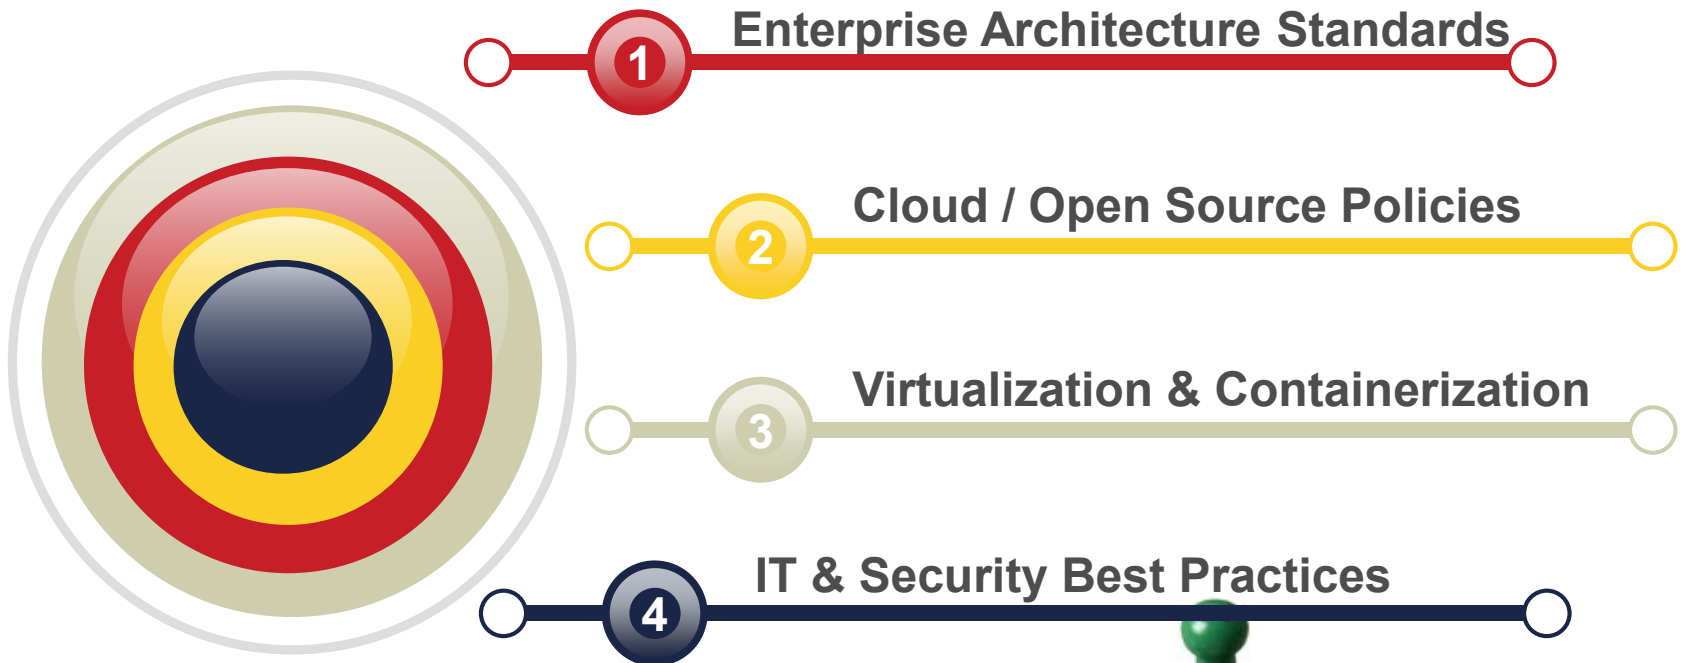 1 Enterprise Architecture Standards
2 Cloud / Open Source Policies
3 Virtualization & Containerization
4 IT & Security Best Practices